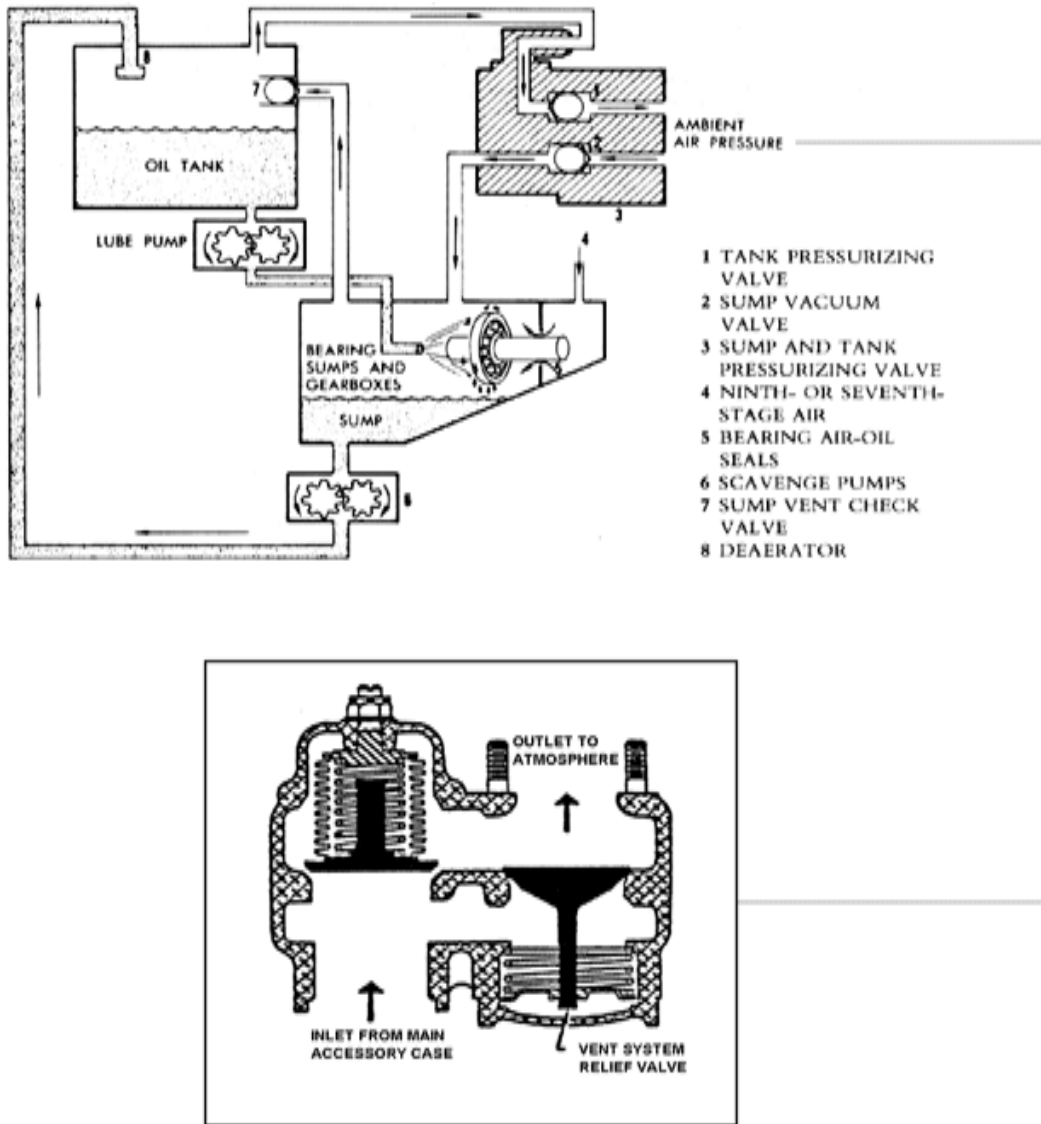 8
7
1
2
AMBIENT
AIR PRESSURE
OIL TANK
3
LUBE PUMP
4
BEARING
SUMPS AND
GEARBOXES
5
SUMP
6
1 TANK PRESSURIZING
VALVE
2 SUMP VACUUM
VALVE
3 SUMP AND TANK
PRESSURIZING VALVE
4 NINTH- OR SEVENTH-
STAGE AIR
5 BEARING AIR-OIL
SEALS
6 SCAVENGE PUMPS
7 SUMP VENT CHECK
VALVE
8 DEAERATOR
OUTLET TO
ATMOSPHERE
INLET FROM MAIN
ACCESSORY CASE
VENT SYSTEM
RELIEF VALVE